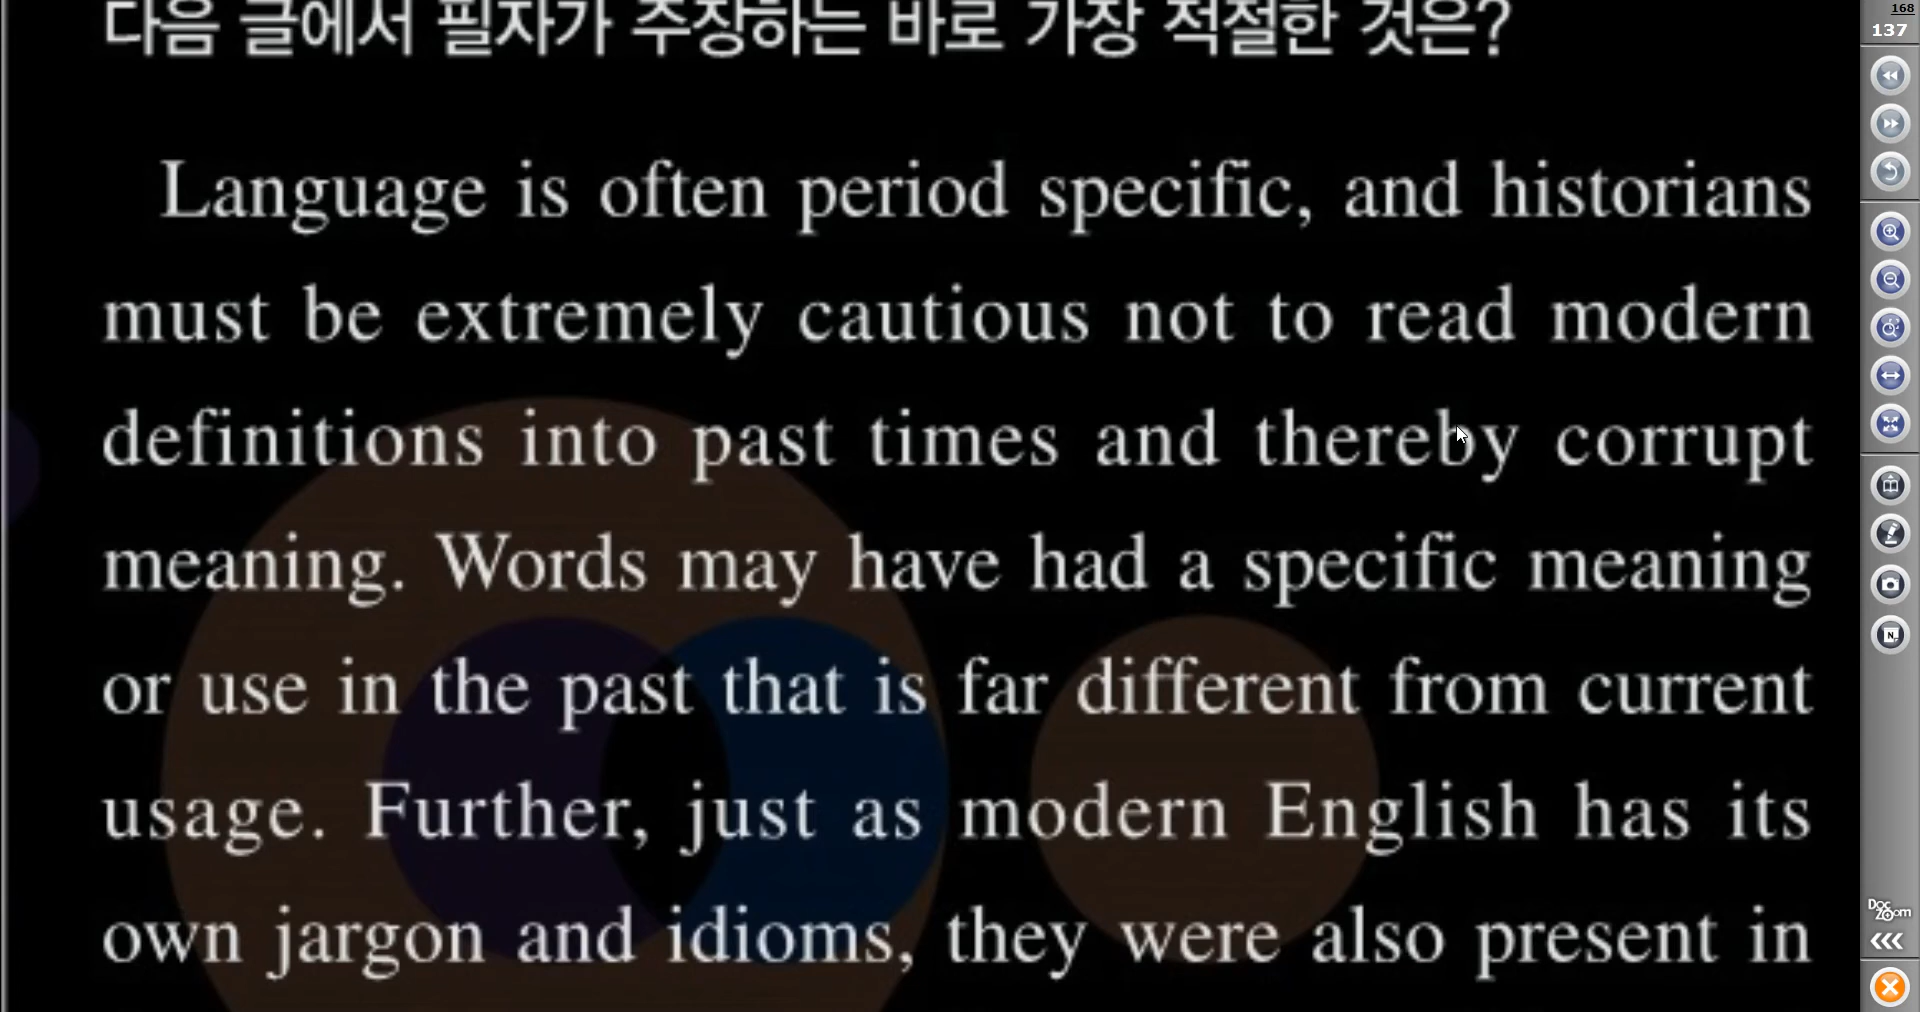 168
137
다음 글에서 필자가 주장하는 바로 가장 적절한 것은?
Language is often period specific, and historians
must be extremely cautious not to read modern
definitions into past times and thereby corrupt
meaning. Words may have had a specific meaning
or use in the past that is far different from current
usage. Further, just as modern English has its
own jargon and idioms, they were also present in
N
Doc
Zoom